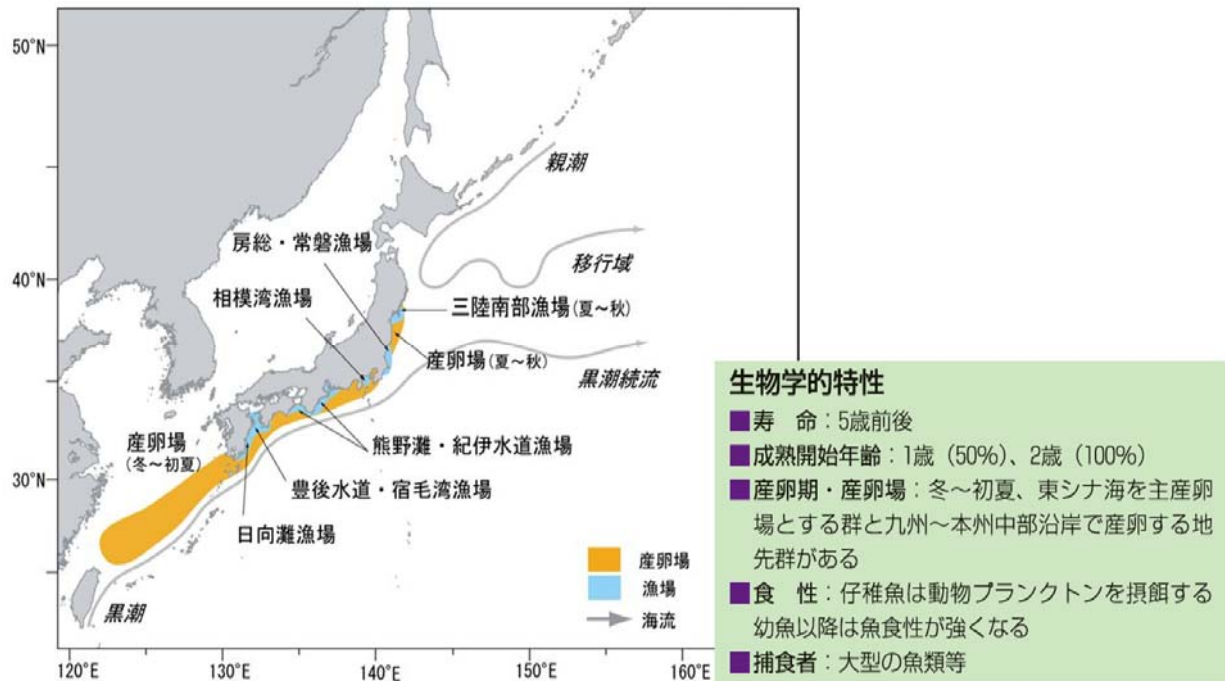 50°N
40°N
30°N
120°E
130°E
140°E
150°E
160°E
親潮
移行域
房総・常磐漁場
相模湾漁場
三陸南部漁場(夏～秋)
産卵場(夏～秋)
黒潮続流
産卵場
(冬～初夏)
熊野灘・紀伊水道漁場
豊後水道・宿毛湾漁場
日向灘漁場
黒潮
産卵場
漁場
海流
生物学的特性
■寿　命：5歳前後
■成熟開始年齢：1歳（50%）、2歳（100%）
■産卵期・産卵場：冬～初夏、東シナ海を主産卵
場とする群と九州～本州中部沿岸で産卵する地
先群がある
■食　性：仔稚魚は動物プランクトンを摂餌する
幼魚以降は魚食性が強くなる
■捕食者：大型の魚類等